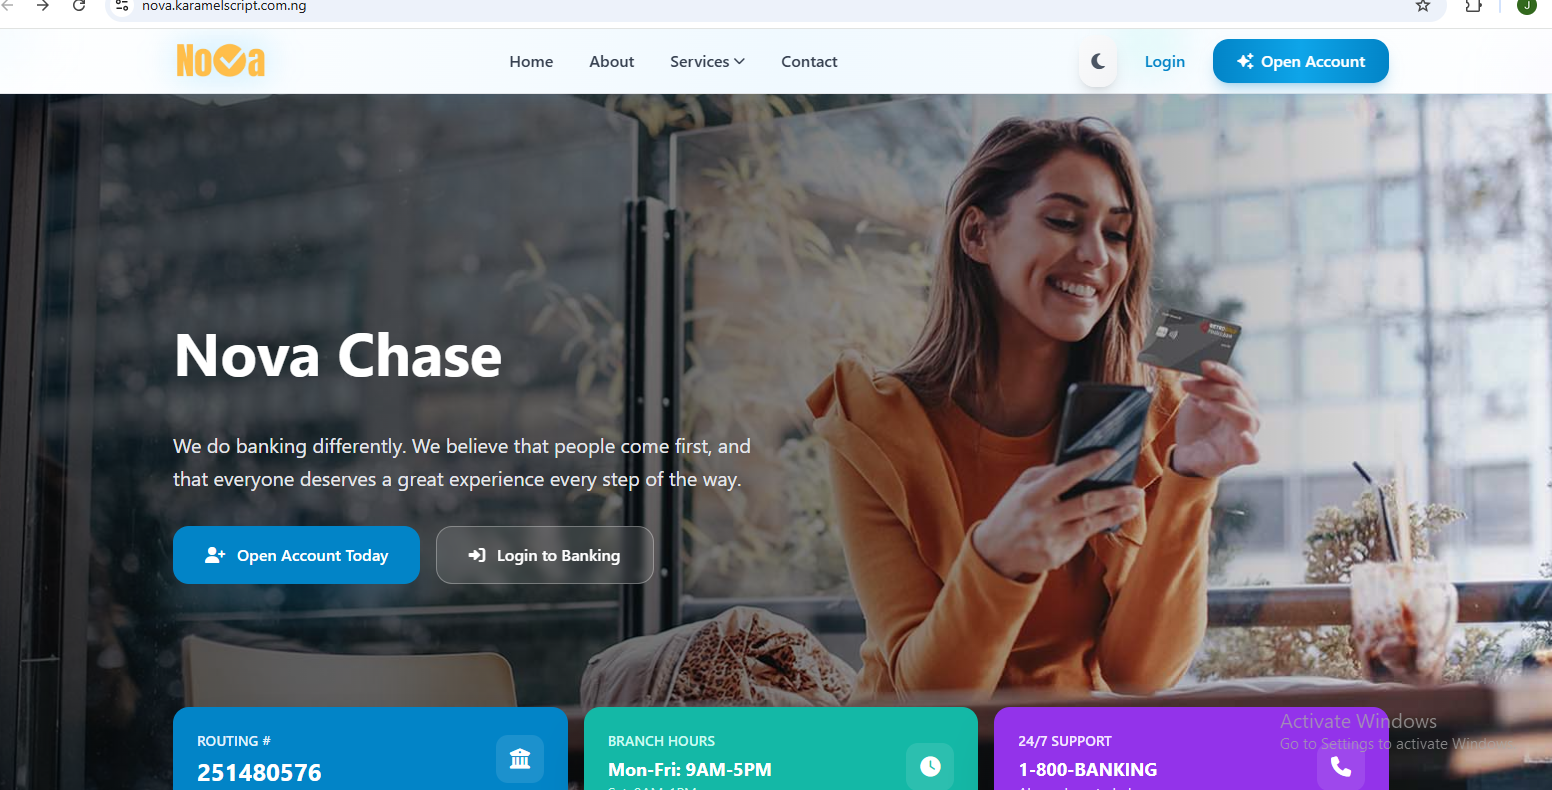 nova.karamelscript.com.ng
J
Nova
Home
About
Services
Contact
Login
Open Account
Nova Chase
We do banking differently. We believe that people come first, and
that everyone deserves a great experience every step of the way.
Open Account Today
Login to Banking
ROUTING #
251480576
BRANCH HOURS
Mon-Fri: 9AM-5PM
24/7 SUPPORT
1-800-BANKING
Activate Windows
Go to Settings to activate Windows.